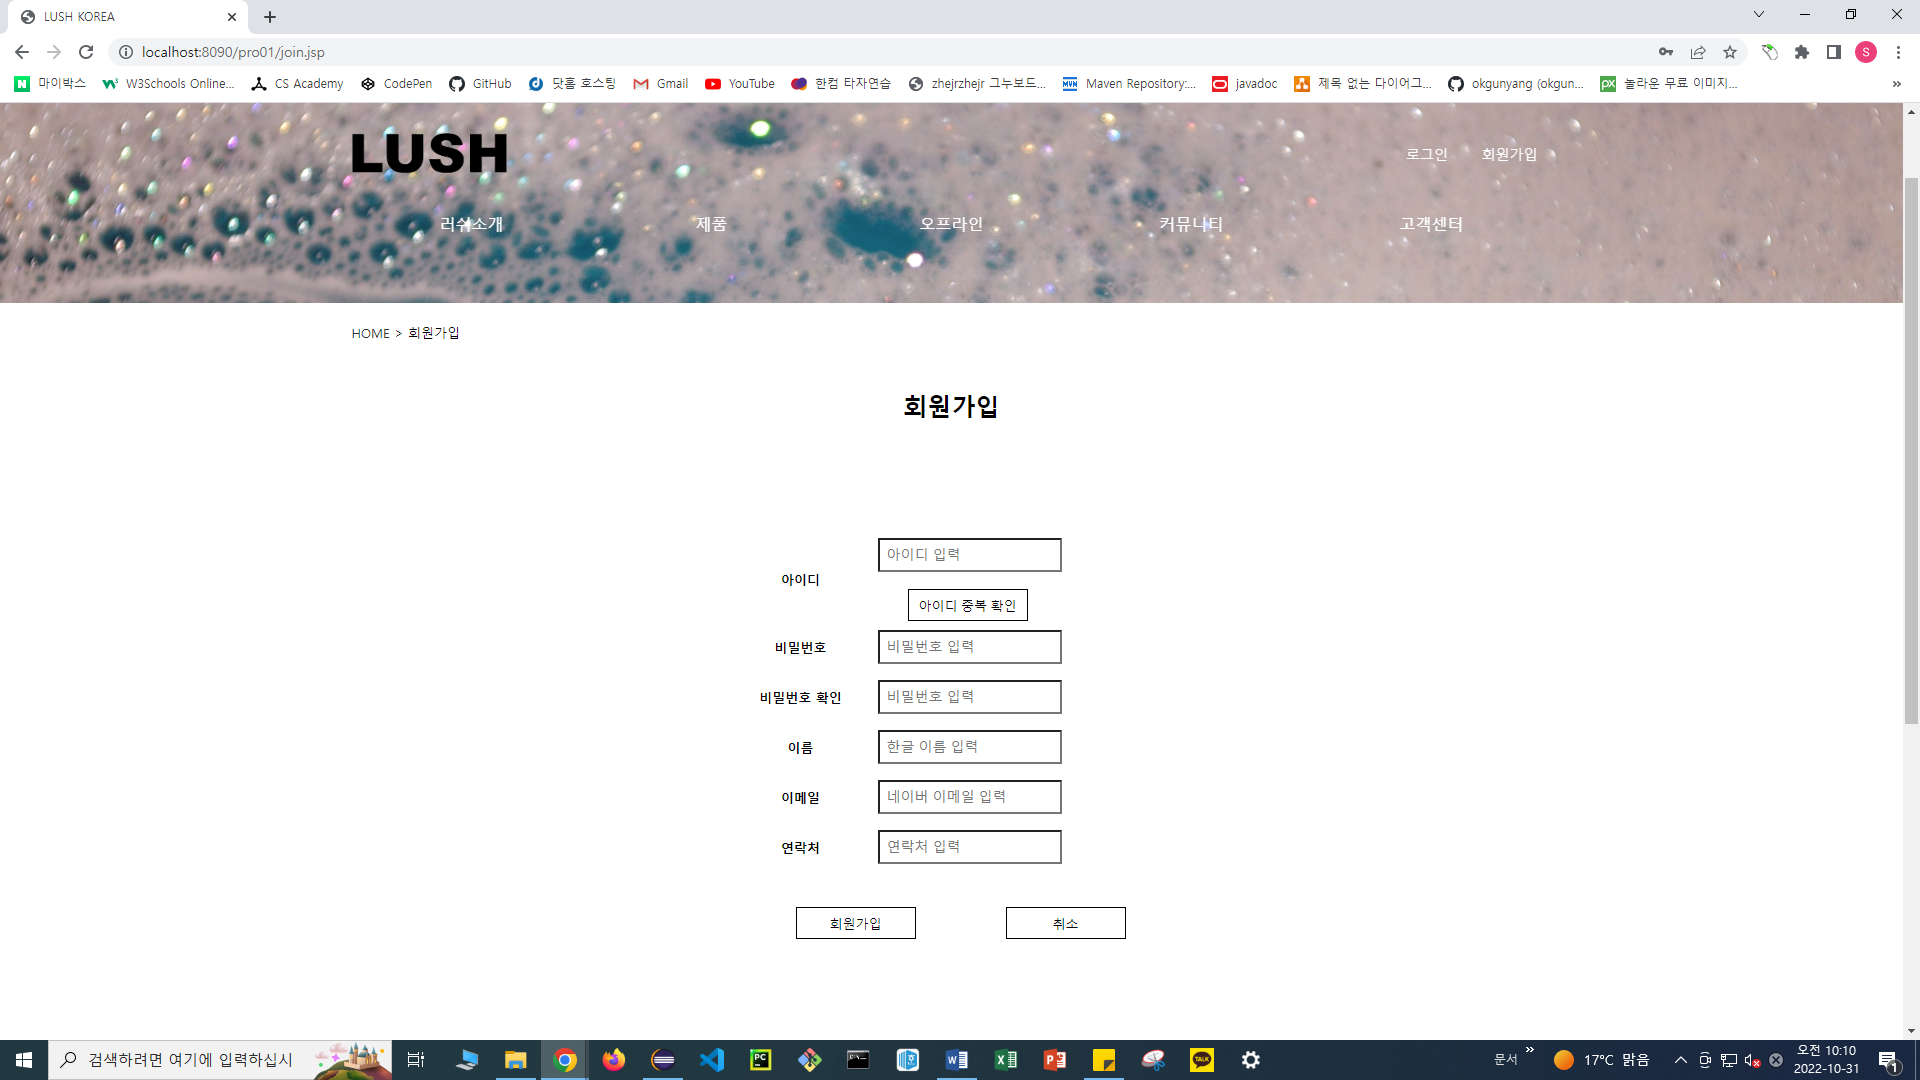 LUSH KOREA
localhost:8090/pro01/join.jsp
S
마이박스 W3Schools Online... CS Academy CodePen GitHub 닷홈 호스팅 Gmail YouTube 한컴 타자연습 zhejrzhejr 그누보드... Maven Repository:... javadoc 제목 없는 다이어그... okgunyang (okgun... 놀라운 무료 이미지...
LUSH
로그인 회원가입
러쉬소개 제품 오프라인 커뮤니티 고객센터
HOME > 회원가입
회원가입
아이디 입력
아이디
아이디 중복 확인
비밀번호 비밀번호 입력
비밀번호 확인 비밀번호 입력
이름 한글 이름 입력
이메일 네이버 이메일 입력
연락처 연락처 입력
회원가입 취소
검색하려면 여기에 입력하십시
문서 17°C 맑음
오전 10:10
2022-10-31
1